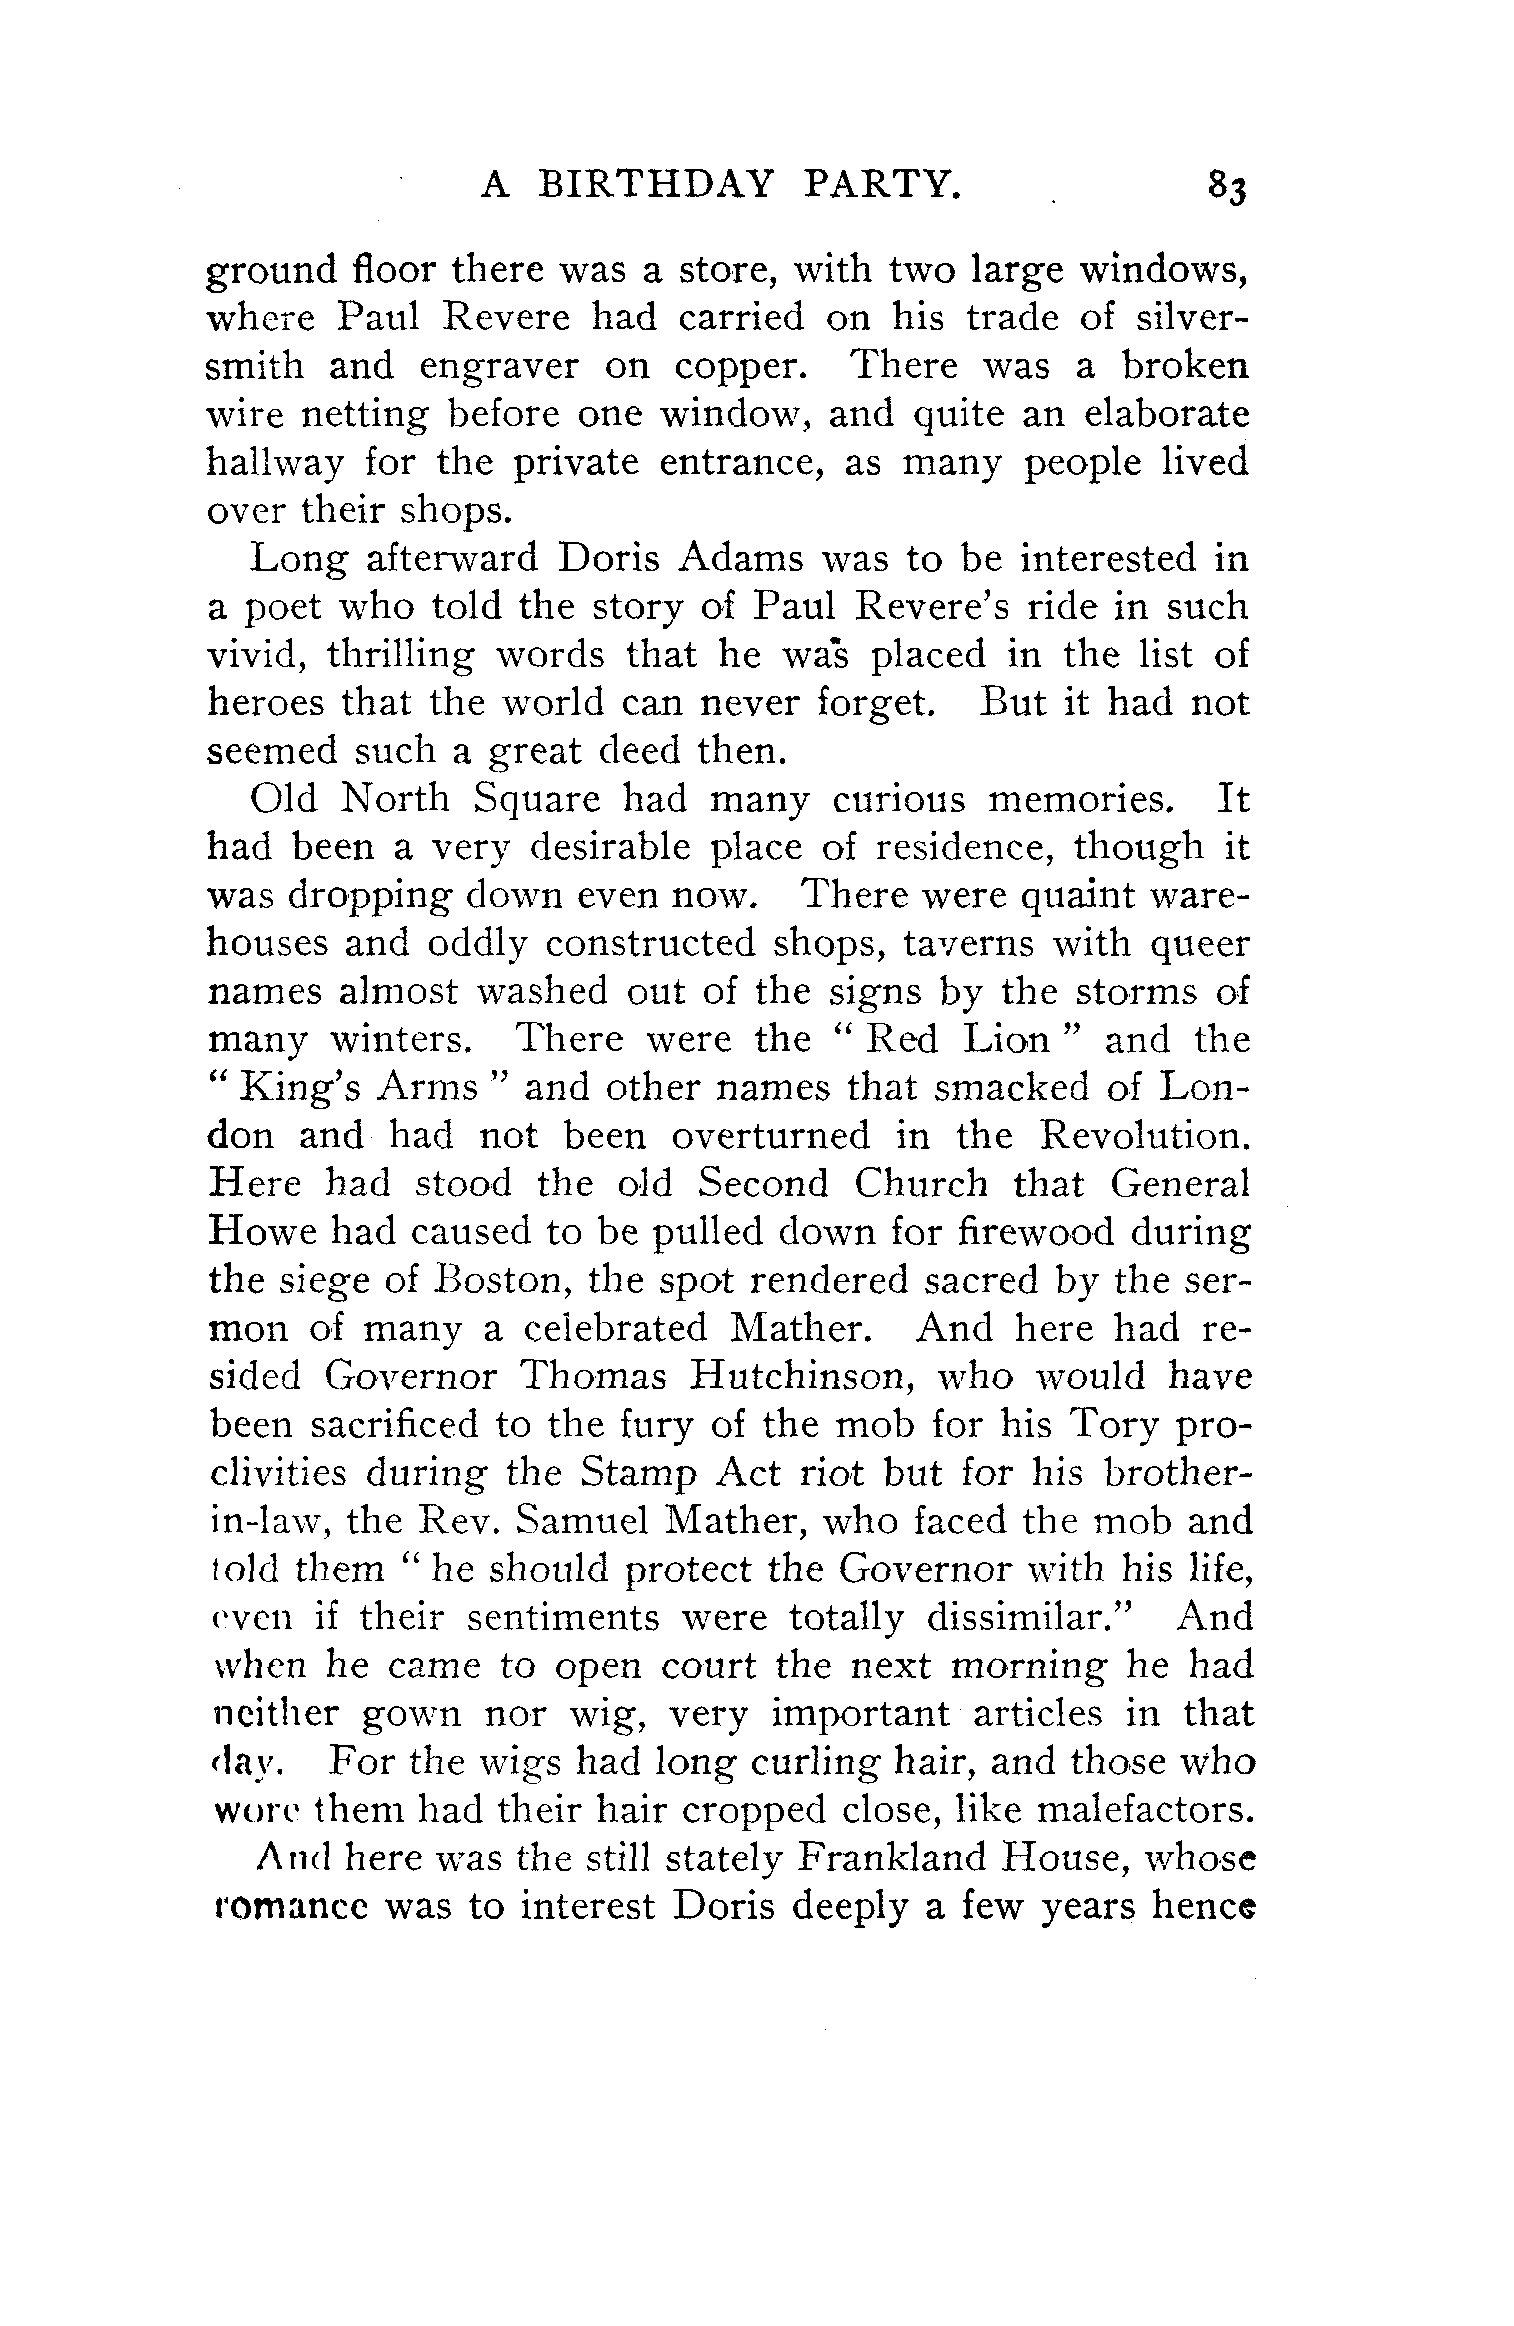 A BIRTHDAY PARTY. 83
ground floor there was a store, with two large windows,
where Paul Revere had carried on his trade of silver-
smith and engraver on copper. There was a broken
wire netting before one window, and quite an elaborate
hallway for the private entrance, as many people lived
over their shops.
Long afterward Doris Adams was to be interested in
a poet who told the story of Paul Revere's ride in such
vivid, thrilling words that he was placed in the list of
heroes that the world can never forget. But it had not
seemed such a great deed then.
Old North Square had many curious memories. It
had been a very desirable place of residence, though it
was dropping down even now. There were quaint ware-
houses and oddly constructed shops, taverns with queer
names almost washed out of the signs by the storms of
many winters. There were the " Red Lion " and the
" King's Arms " and other names that smacked of Lon-
don and had not been overturned in the Revolution.
Here had stood the old Second Church that General
Howe had caused to be pulled down for firewood during
the siege of Boston, the spot rendered sacred by the ser-
mon of many a celebrated Mather. And here had re-
sided Governor Thomas Hutchinson, who would have
been sacrificed to the fury of the mob for his Tory pro-
clivities during the Stamp Act riot but for his brother-
in-law, the Rev. Samuel Mather, who faced the mob and
told them " he should protect the Governor with his life,
even if their sentiments were totally dissimilar." And
when he came to open court the next morning he had
neither gown nor wig, very important articles in that
day. For the wigs had long curling hair, and those who
wore them had their hair cropped close, like malefactors.
And here was the still stately Frankland House, whose
romance was to interest Doris deeply a few years hence